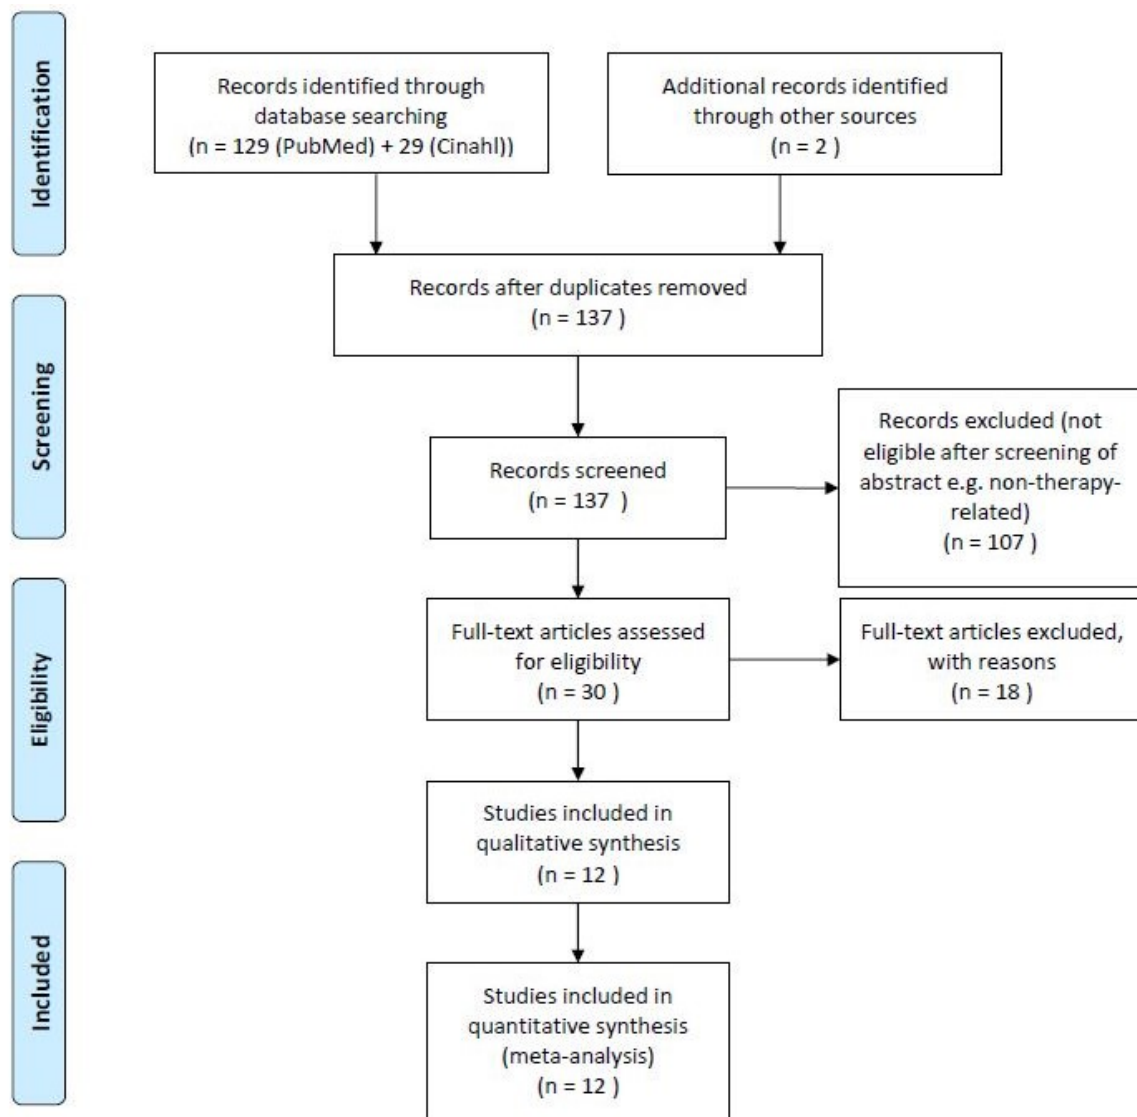 Identification
Records identified through
database searching
(n = 129 (PubMed) + 29 (Cinahl))
Additional records identified
through other sources
(n = 2 )
Records after duplicates removed
(n = 137 )
Screening
Records screened
(n = 137 )
Records excluded (not
eligible after screening of
abstract e.g. non-therapy-
related)
(n = 107 )
Eligibility
Full-text articles assessed
for eligibility
(n = 30 )
Full-text articles excluded,
with reasons
(n = 18 )
Studies included in
qualitative synthesis
(n = 12 )
Included
Studies included in
quantitative synthesis
(meta-analysis)
(n = 12 )